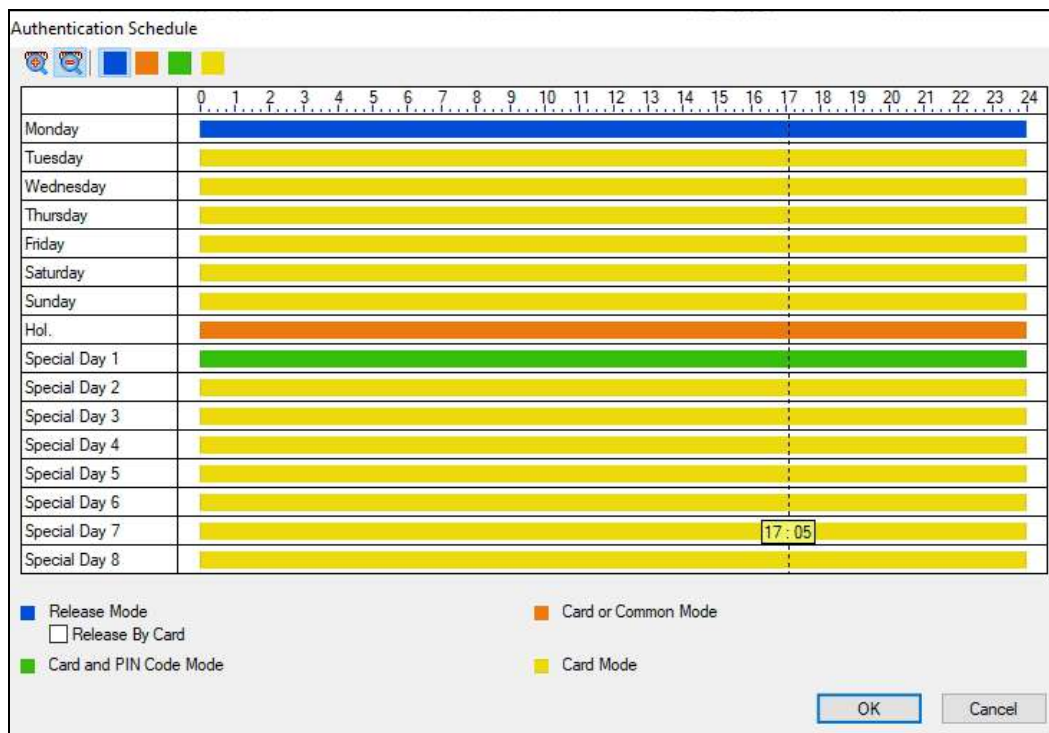 Authentication Schedule
0 1 2 3 4 5 6 7 8 9 10 11 12 13 14 15 16 17 18 19 20 21 22 23 24
Monday
Tuesday
Wednesday
Thursday
Friday
Saturday
Sunday
Hol.
Special Day 1
Special Day 2
Special Day 3
Special Day 4
Special Day 5
Special Day 6
Special Day 7 17 : 05
Special Day 8
Release Mode Card or Common Mode
Release By Card
Card and PIN Code Mode Card Mode
OK Cancel